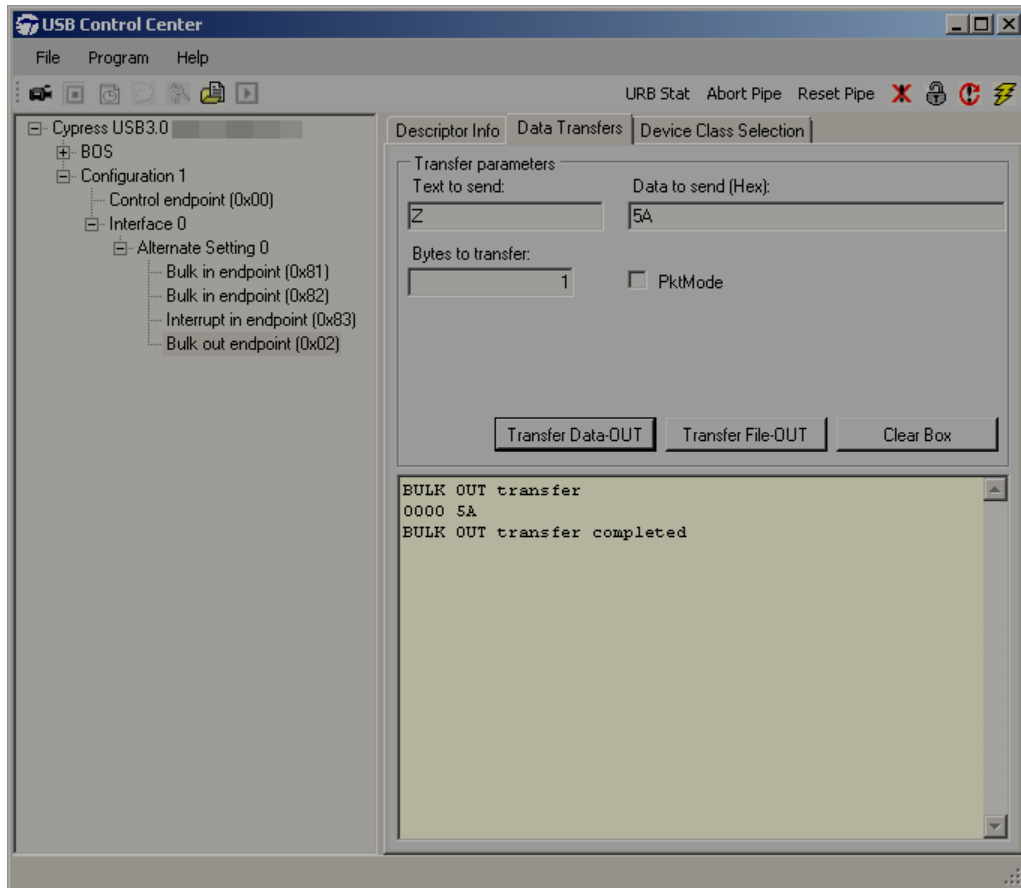 USB Control Center
File Program Help
URB Stat Abort Pipe Reset Pipe
Cypress USB3.0
BOS
Configuration 1
Control endpoint (0x00)
Interface 0
Alternate Setting 0
Bulk in endpoint (0x81)
Bulk in endpoint (0x82)
Interrupt in endpoint (0x83)
Bulk out endpoint (0x02)
Descriptor Info Data Transfers Device Class Selection
Transfer parameters
Text to send: Data to send (Hex):
Z 5A
Bytes to transfer:
1 PktMode
Transfer Data-OUT Transfer File-OUT Clear Box
BULK OUT transfer
0000 5A
BULK OUT transfer completed